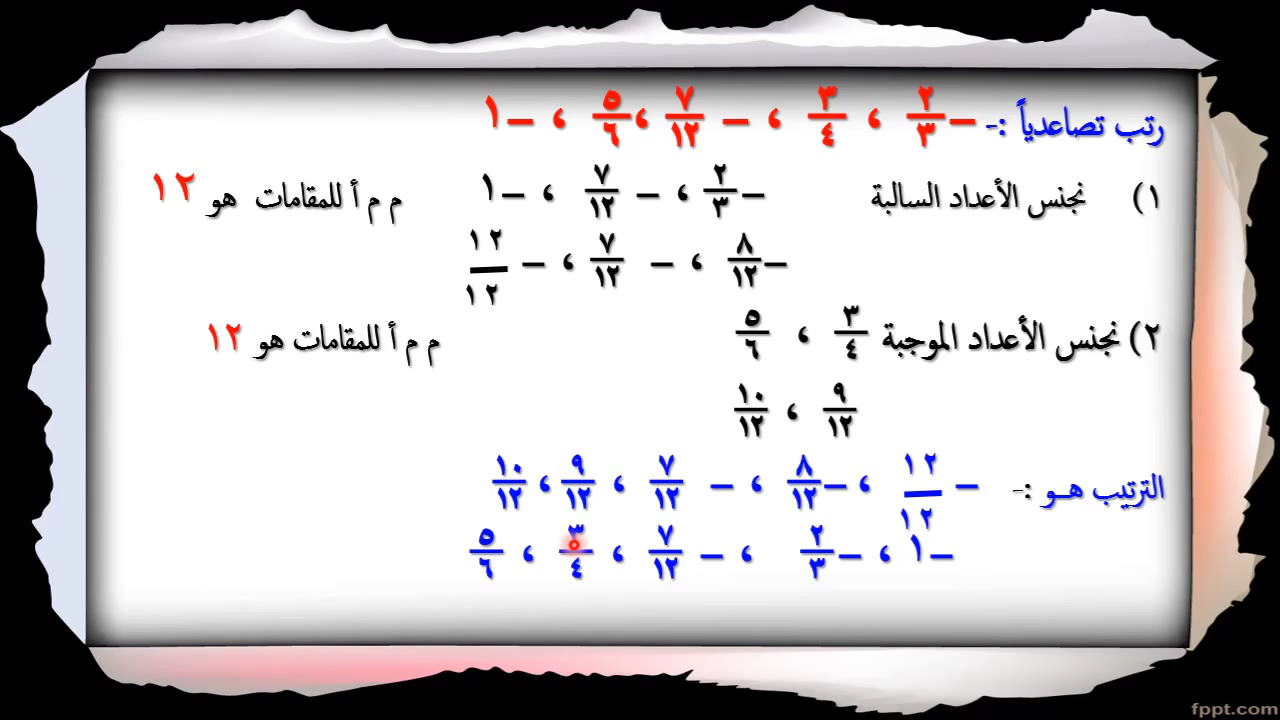 رتب تصاعدياً :- -٢/٣ ، ٣/٤ ، -٧/١٢ ، ٥/٦ ، -١
١) نجنس الأعداد السالبة -٢/٣ ، -٧/١٢ ، -١ م م أ للمقامات هو ١٢
-٨/١٢ ، -٧/١٢ ، -١٢/١٢
٢) نجنس الأعداد الموجبة ٣/٤ ، ٥/٦ م م أ للمقامات هو ١٢
٩/١٢ ، ١٠/١٢
الترتيب هـو :- -١٢/١٢ ، -٨/١٢ ، -٧/١٢ ، ٩/١٢ ، ١٠/١٢
-١ ، -٢/٣ ، -٧/١٢ ، ٣/٤ ، ٥/٦
fppt.com